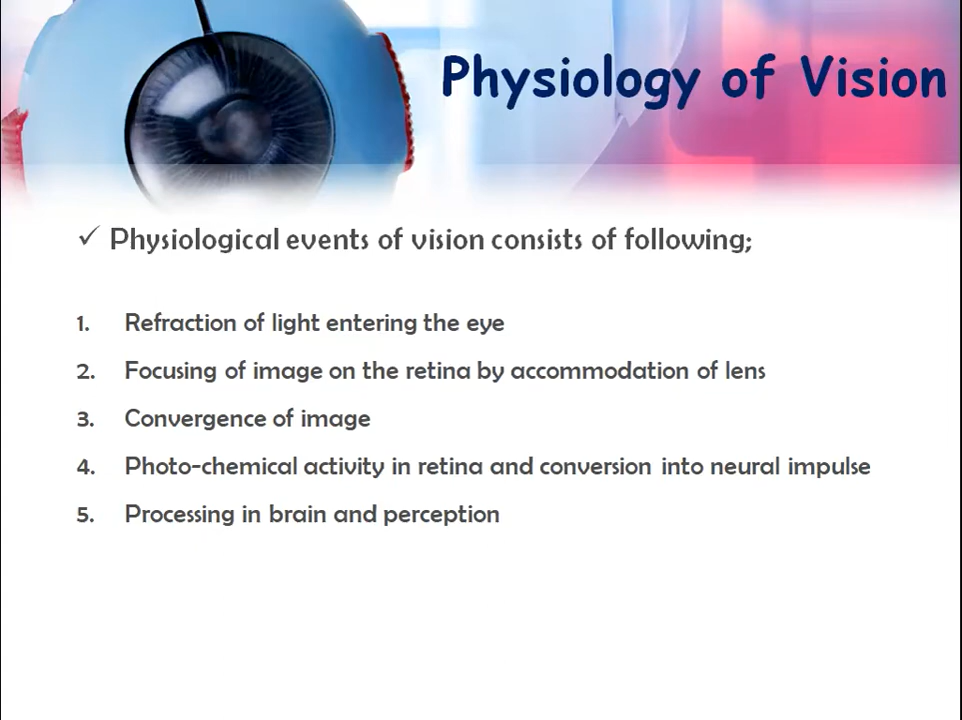 Physiology of Vision
✓ Physiological events of vision consists of following;
1. Refraction of light entering the eye
2. Focusing of image on the retina by accommodation of lens
3. Convergence of image
4. Photo-chemical activity in retina and conversion into neural impulse
5. Processing in brain and perception